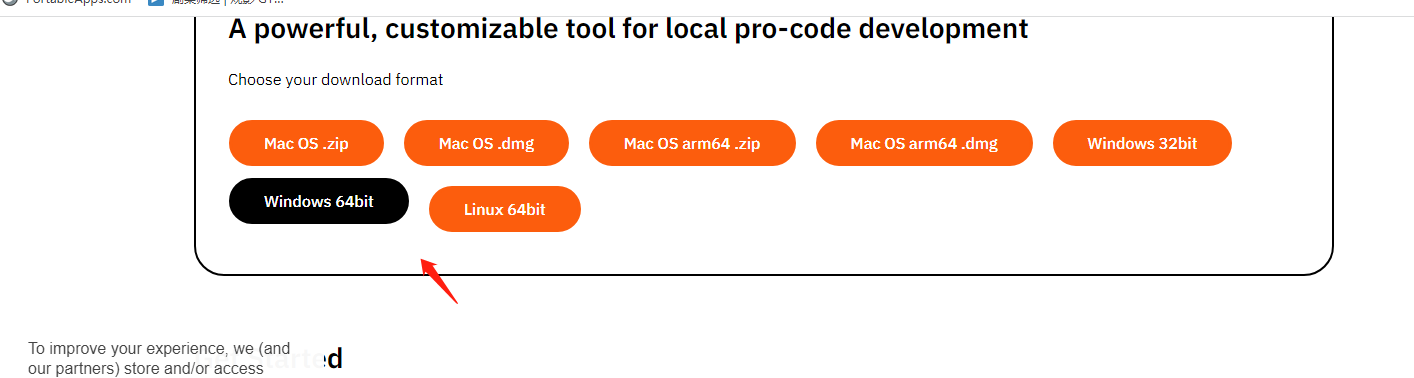 PortableApps.com
A powerful, customizable tool for local pro-code development
Choose your download format
Mac OS .zip
Mac OS .dmg
Mac OS arm64 .zip
Mac OS arm64 .dmg
Windows 32bit
Windows 64bit
Linux 64bit
To improve your experience, we (and
our partners) store and/or access